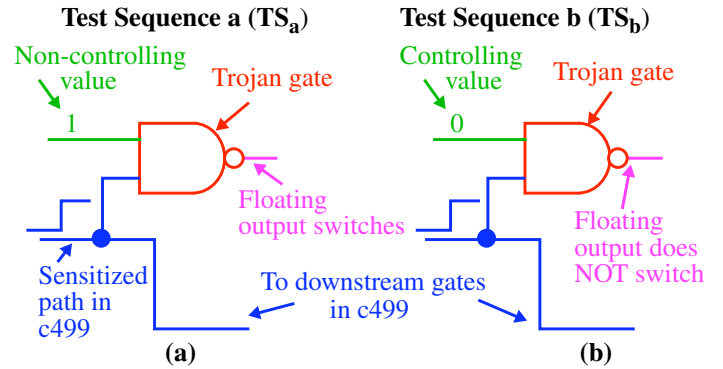 Test Sequence a (TSa)
Non-controlling
value
Trojan gate
1
Floating
output switches
Sensitized
path in
c499
(a)
To downstream gates
in c499
Test Sequence b (TSb)
Controlling
value
Trojan gate
0
Floating
output does
NOT switch
(b)